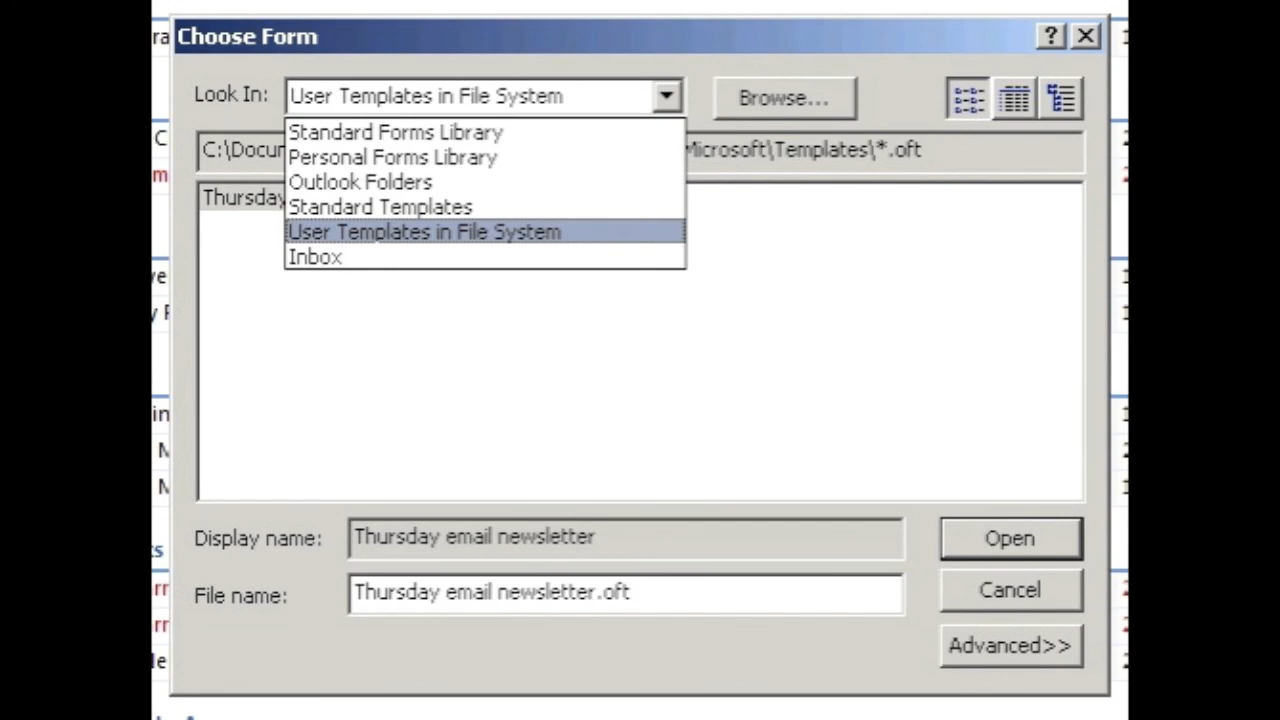 Choose Form
Look In: User Templates in File System Browse...
Standard Forms Library
C:\Docum Microsoft\Templates\*.oft
Personal Forms Library
Outlook Folders
Thursday
Standard Templates
User Templates in File System
Inbox
Display name: Thursday email newsletter Open
File name: Thursday email newsletter.oft Cancel
Advanced>>